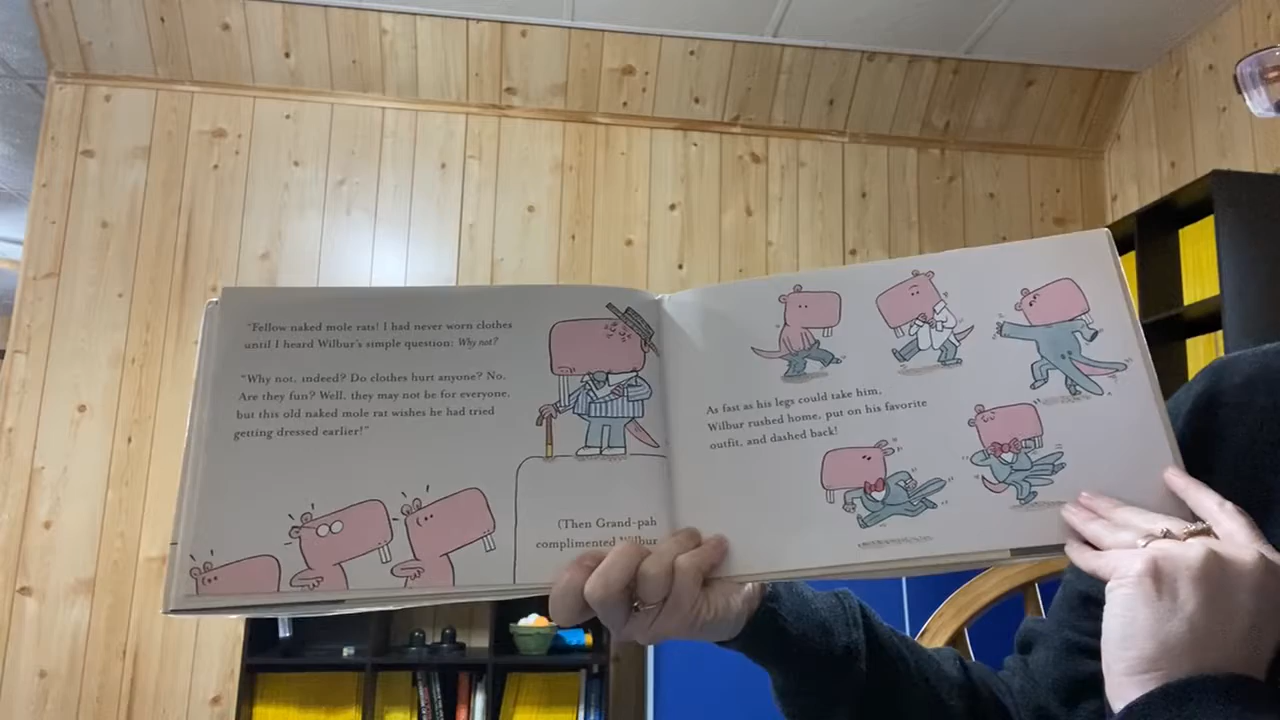 "Fellow naked mole rats! I had never worn clothes
until I heard Wilbur's simple question: Why not?
"Why not, indeed? Do clothes hurt anyone? No.
Are they fun? Well, they may not be for everyone,
but this old naked mole rat wishes he had tried
getting dressed earlier!"
(Then Grand-pah
complimented Wilbur
As fast as his legs could take him,
Wilbur rushed home, put on his favorite
outfit, and dashed back!